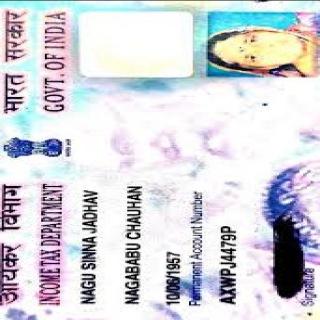 आयकर विभाग
भारत सरकार
INCOME TAX DEPARTMENT
GOVT. OF INDIA
NAGU SINNA JADHAV
NAGABABU CHAUHAN
10/06/1967
Permanent Account Number
AXWPJ4479P
Signature